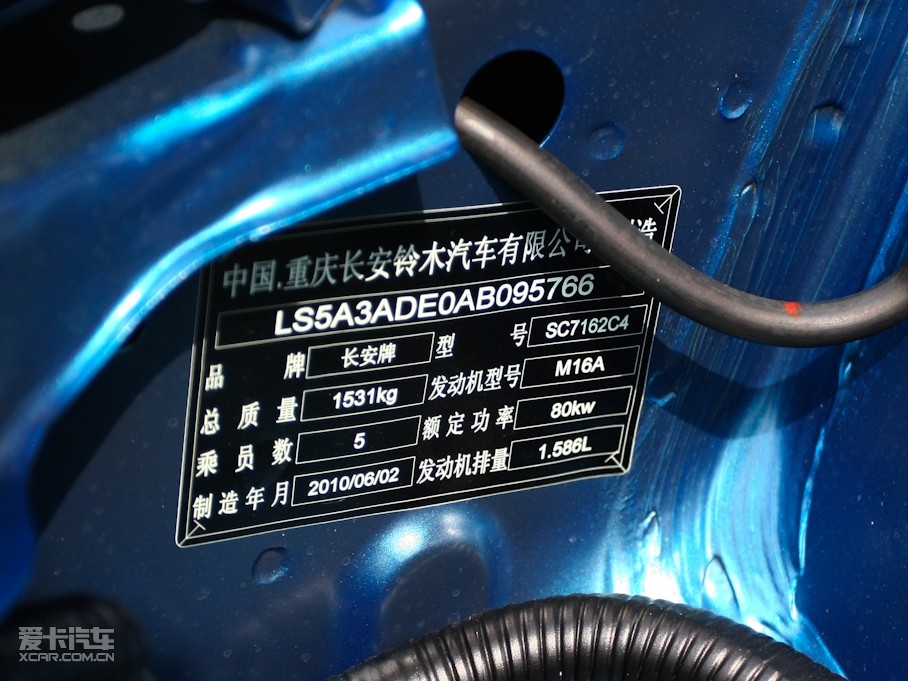 中国.重庆长安铃木汽车有限公司 造
LS5A3ADE0AB095766
品牌 长安牌 型号 SC7162C4
总质量 1531kg 发动机型号 M16A
乘员数 5 额定功率 80kw
制造年月 2010/06/02 发动机排量 1.586L
爱卡汽车
XCAR.COM.CN